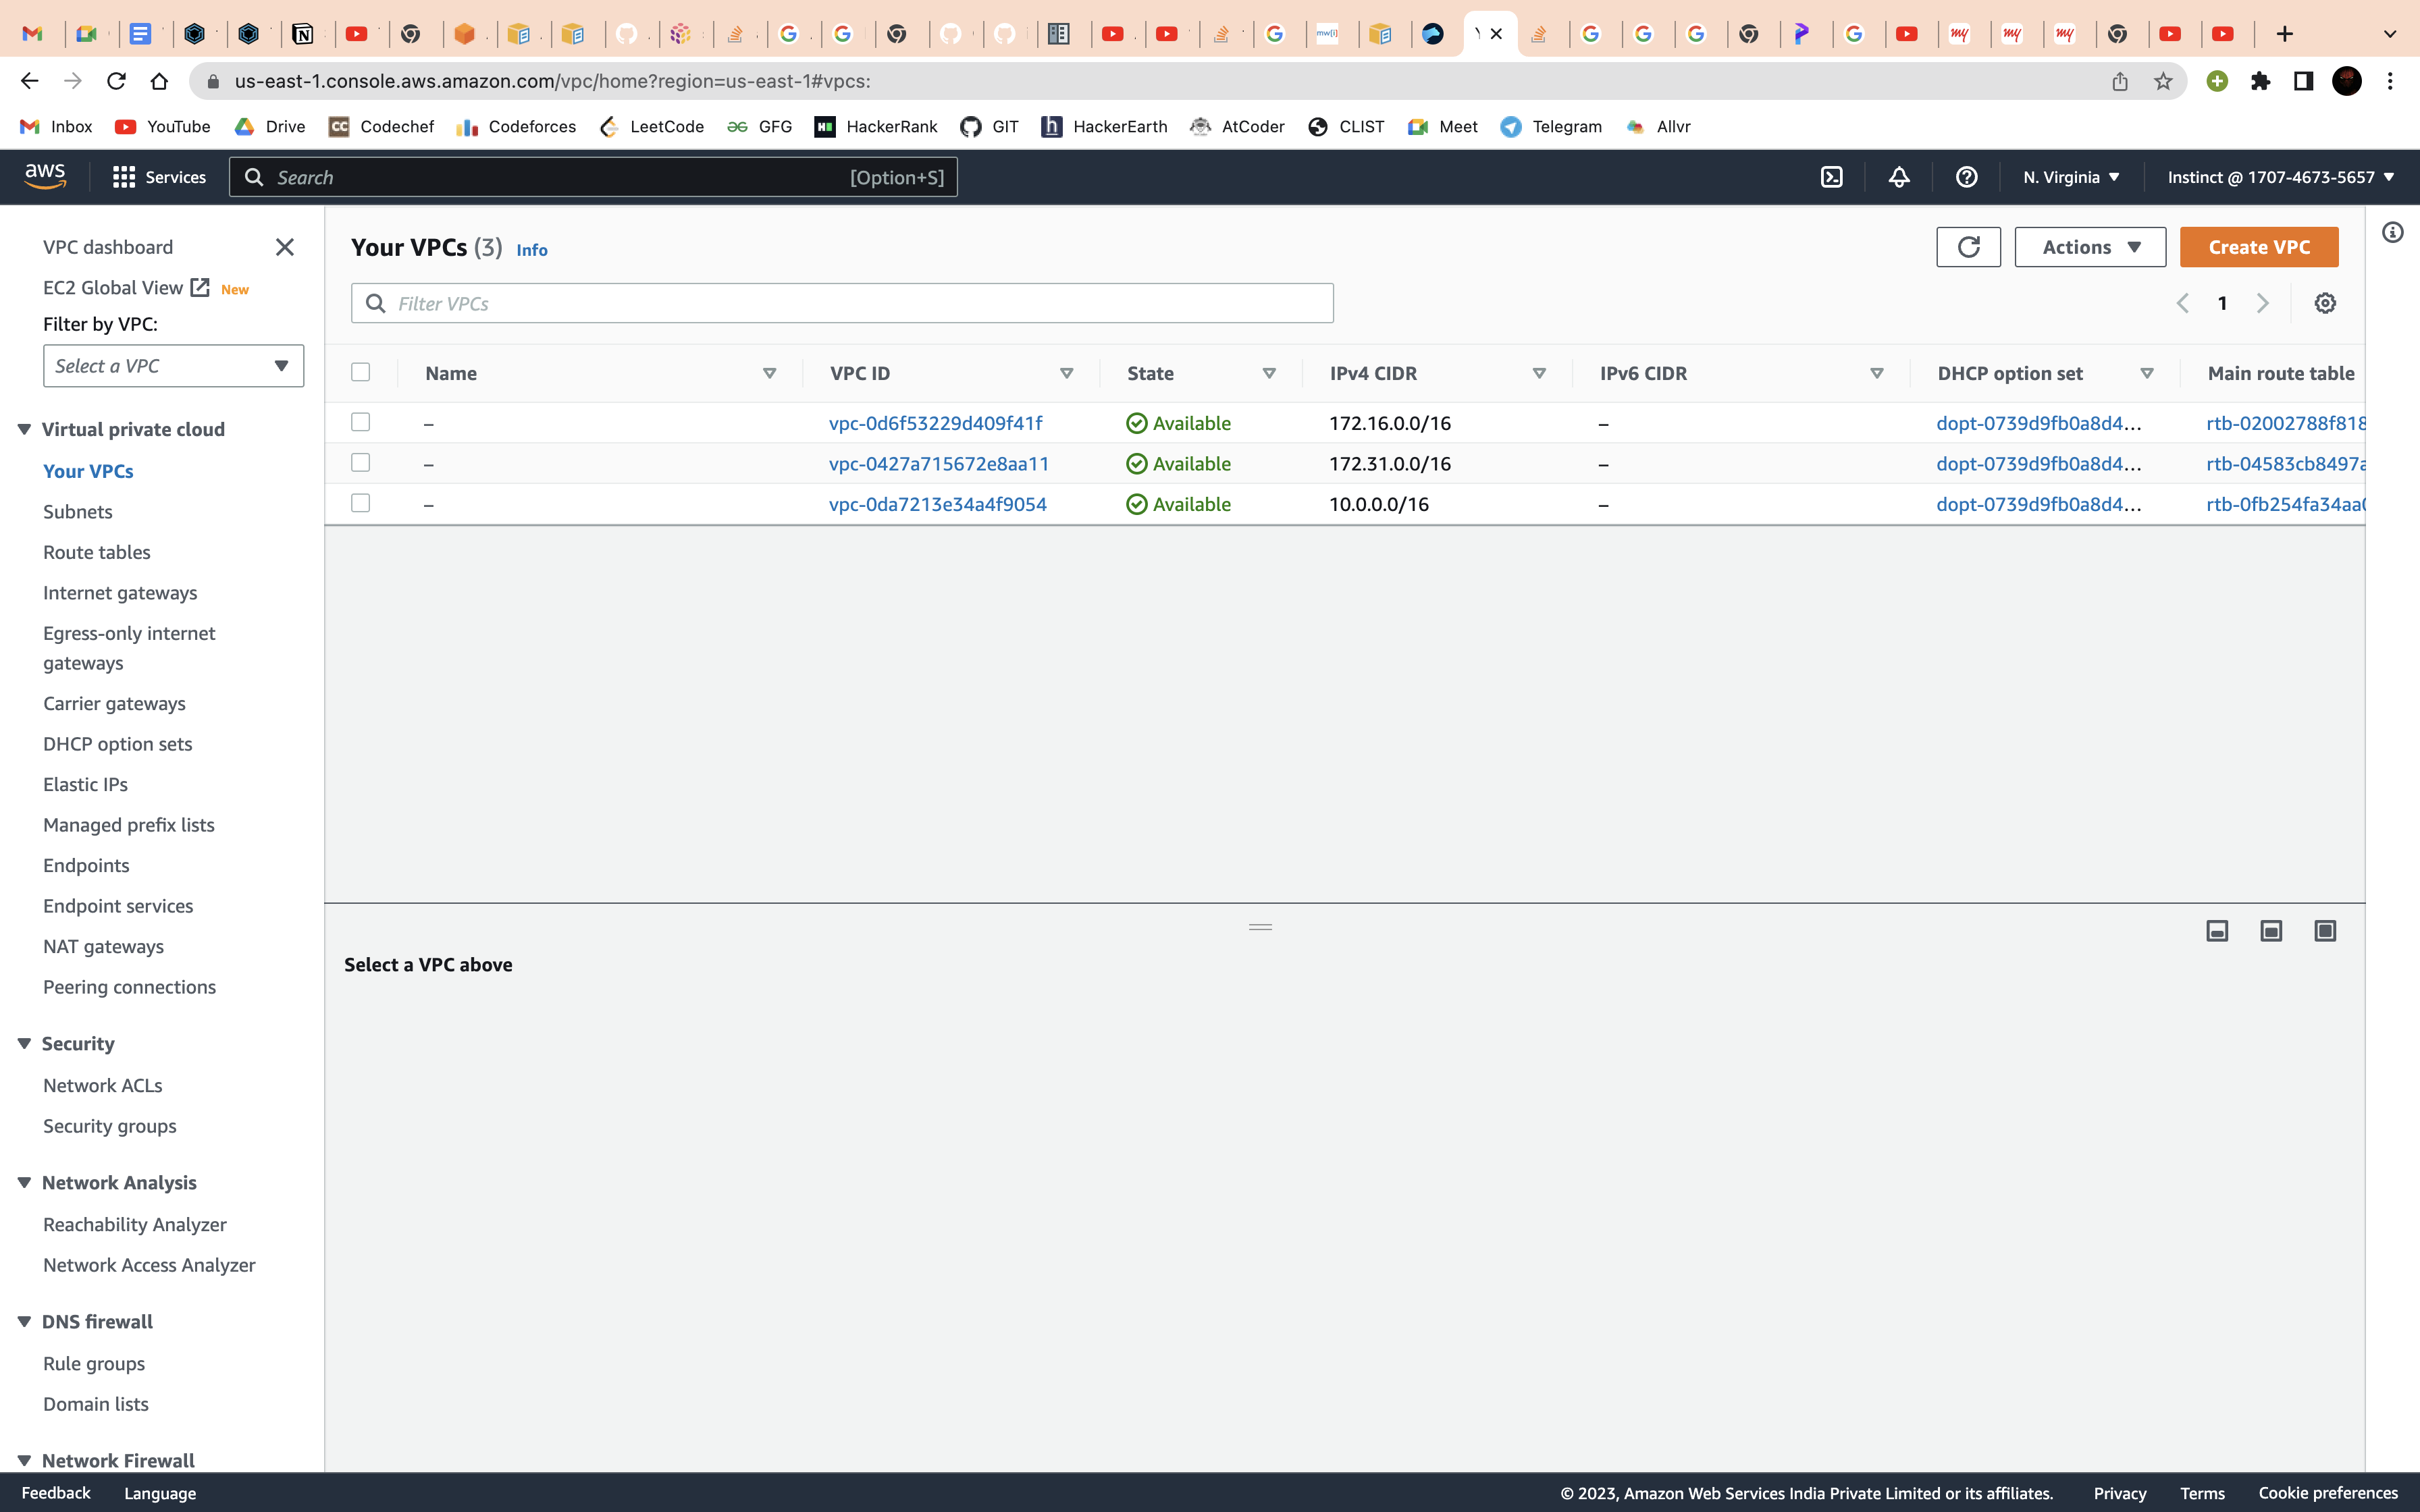 us-east-1.console.aws.amazon.com/vpc/home?region=us-east-1#vpcs:
Inbox YouTube Drive Codechef Codeforces LeetCode GFG HackerRank GIT HackerEarth AtCoder CLIST Meet Telegram Allvr
aws Services Search [Option+S] N. Virginia Instinct @ 1707-4673-5657
VPC dashboard
EC2 Global View New
Filter by VPC:
Select a VPC
Virtual private cloud
Your VPCs
Subnets
Route tables
Internet gateways
Egress-only internet
gateways
Carrier gateways
DHCP option sets
Elastic IPs
Managed prefix lists
Endpoints
Endpoint services
NAT gateways
Peering connections
Security
Network ACLs
Security groups
Network Analysis
Reachability Analyzer
Network Access Analyzer
DNS firewall
Rule groups
Domain lists
Network Firewall
Your VPCs (3) Info
Actions Create VPC
Filter VPCs
1
Name VPC ID State IPv4 CIDR IPv6 CIDR DHCP option set Main route table
– vpc-0d6f53229d409f41f Available 172.16.0.0/16 – dopt-0739d9fb0a8d4... rtb-02002788f818
– vpc-0427a715672e8aa11 Available 172.31.0.0/16 – dopt-0739d9fb0a8d4... rtb-04583cb8497a
– vpc-0da7213e34a4f9054 Available 10.0.0.0/16 – dopt-0739d9fb0a8d4... rtb-0fb254fa34aa0
Select a VPC above
Feedback Language © 2023, Amazon Web Services India Private Limited or its affiliates. Privacy Terms Cookie preferences